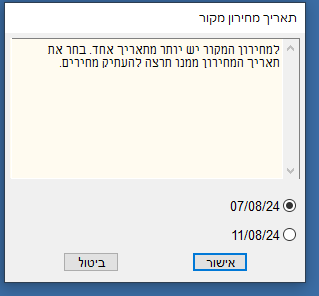 תאריך מחירון מקור
למחירון המקור יש יותר מתאריך אחד. בחר את
תאריך המחירון ממנו תרצה להעתיק מחירים.
07/08/24
11/08/24
אישור
ביטול